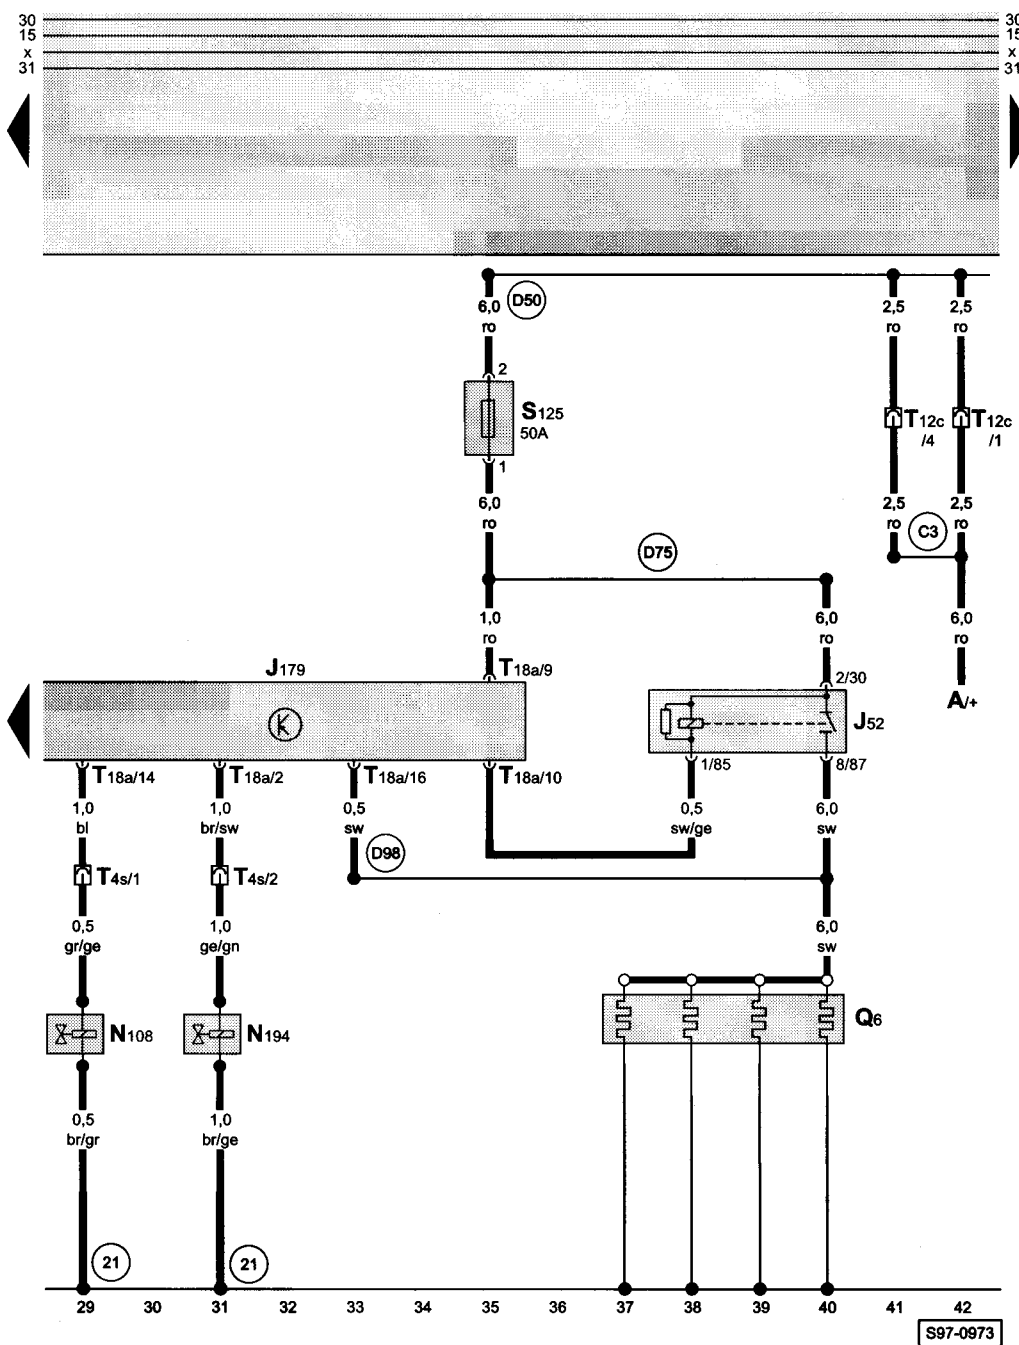 30 30
15 15
x x
31 31
D50
6,0 2,5 2,5
ro ro ro
2
S125
50A
T12c/4 T12c/1
1
6,0 2,5 2,5
ro ro ro
C3
D75
1,0 6,0 6,0
ro ro ro
J179 T18a/9 2/30
A/+
J52
T18a/14 T18a/2 T18a/16 T18a/10 1/85 8/87
1,0 1,0 0,5 0,5 6,0
bl br/sw sw sw/ge sw
D98
T4s/1 T4s/2
0,5 1,0 6,0
gr/ge ge/gn sw
N108 N194 Q6
0,5 1,0
br/gr br/ge
21 21
29 30 31 32 33 34 35 36 37 38 39 40 41 42
S97-0973